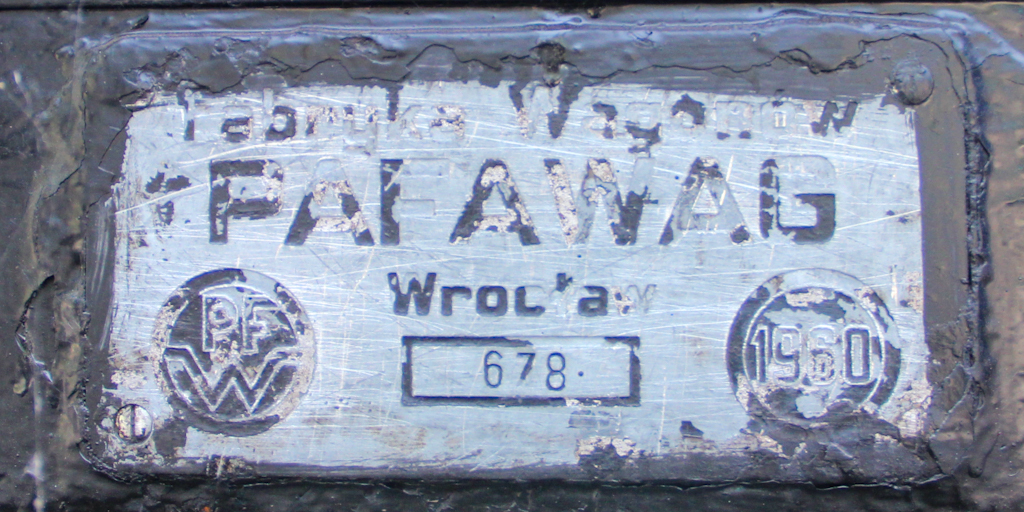 Fabryka Wagonów
PAFAWAG
Wrocław
PFW
678.
1960